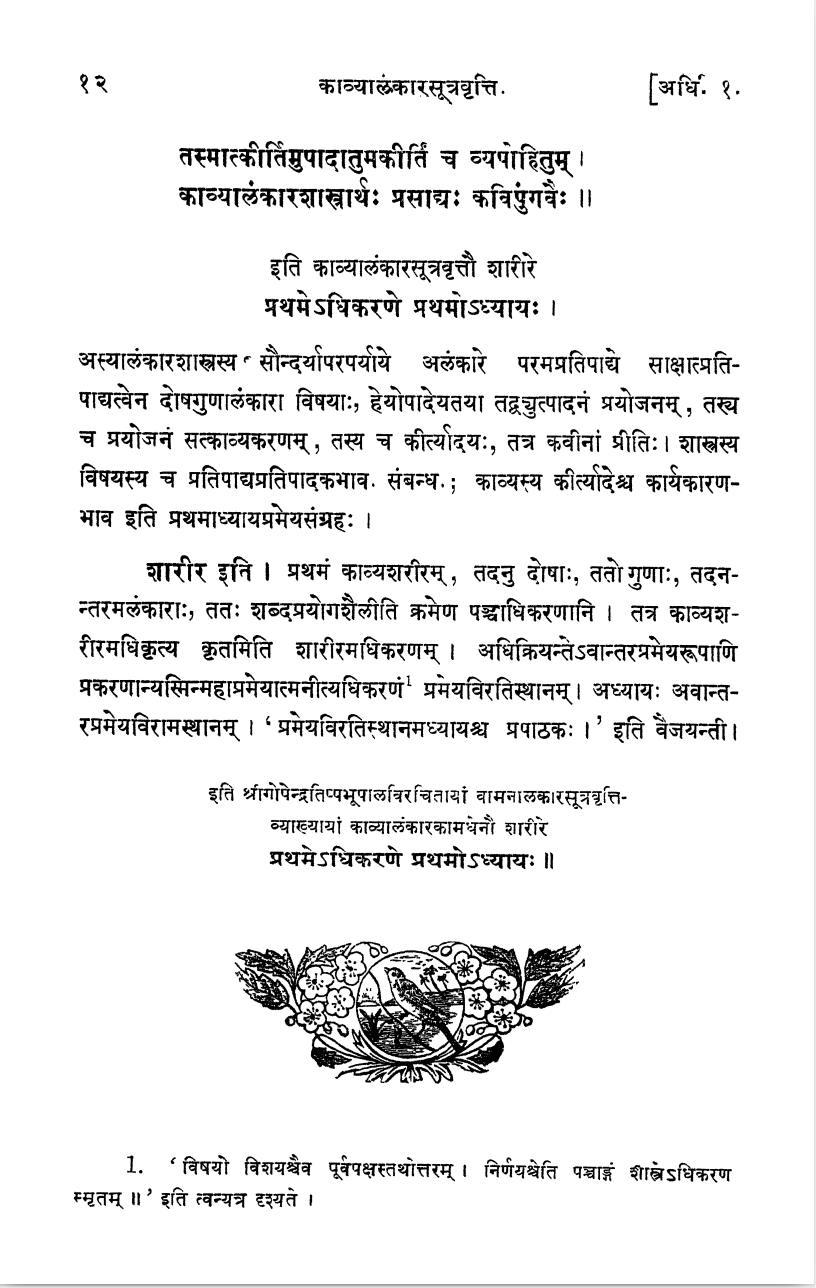 १२ काव्यालंकारसूत्रवृत्ति. [अधि. १.
तस्मात्कीर्तिमुपादातुमकीर्तिं च व्यपोहितुम् ।
काव्यालंकारशास्त्रार्थः प्रसाद्यः कविपुंगवैः ॥
इति काव्यालंकारसूत्रवृत्तौ शारीरे
प्रथमेऽधिकरणे प्रथमोऽध्यायः ।
अस्यालंकारशास्त्रस्य सौन्दर्यापरपर्याये अलंकारे परमप्रतिपाद्ये साक्षात्प्रति-
पाद्यत्वेन दोषगुणालंकारा विषयाः, हेयोपादेयतया तद्व्युत्पादनं प्रयोजनम्, तस्य
च प्रयोजनं सत्काव्यकरणम्, तस्य च कीर्त्यादयः, तत्र कवीनां प्रीतिः। शास्त्रस्य
विषयस्य च प्रतिपाद्यप्रतिपादकभाव. संबन्ध.; काव्यस्य कीर्त्यादेश्च कार्यकारण-
भाव इति प्रथमाध्यायप्रमेयसंग्रहः ।
शारीर इति । प्रथमं काव्यशरीरम्, तदनु दोषाः, ततो गुणाः, तदन-
न्तरमलंकाराः, ततः शब्दप्रयोगशैलीति क्रमेण पञ्चाधिकरणानि । तत्र काव्यश-
रीरमधिकृत्य कृतमिति शारीरमधिकरणम् । अधिक्रियन्तेऽवान्तरप्रमेयरूपाणि
प्रकरणान्यस्मिन्महाप्रमेयात्मनीत्यधिकरणं¹ प्रमेयविरतिस्थानम्। अध्यायः अवान्त-
रप्रमेयविरामस्थानम् । ‘ प्रमेयविरतिस्थानमध्यायश्च प्रपाठकः ।’ इति वैजयन्ती।
इति श्रीगोपेन्द्रतिप्पभूपालविरचितायां वामनालकारसूत्रवृत्ति-
व्याख्यायां काव्यालंकारकामधेनौ शारीरे
प्रथमेऽधिकरणे प्रथमोऽध्यायः ॥
1. ‘ विषयो विशयश्चैव पूर्वपक्षस्तथोत्तरम् । निर्णयश्चेति पञ्चाङ्गं शास्त्रेऽधिकरण
स्मृतम् ॥’ इति त्वन्यत्र दृश्यते ।